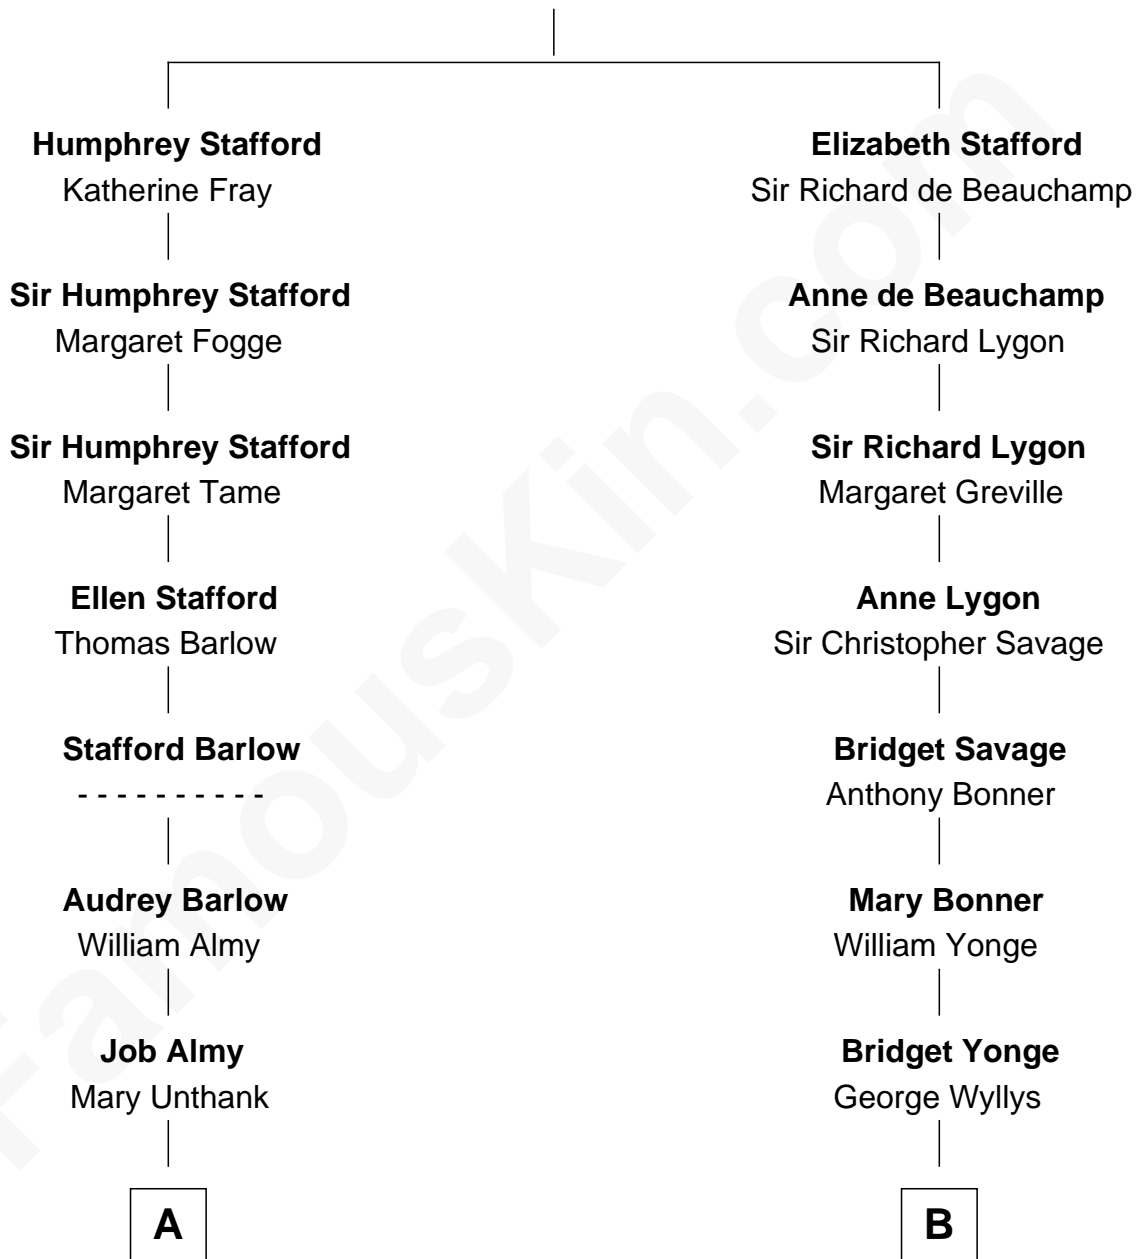 Humphrey Stafford
Katherine Fray
Elizabeth Stafford
Sir Richard de Beauchamp
Sir Humphrey Stafford
Margaret Fogge
Anne de Beauchamp
Sir Richard Lygon
Sir Humphrey Stafford
Margaret Tame
Sir Richard Lygon
Margaret Greville
Ellen Stafford
Thomas Barlow
Anne Lygon
Sir Christopher Savage
Stafford Barlow
- - - - - - - - - -
Bridget Savage
Anthony Bonner
Audrey Barlow
William Almy
Mary Bonner
William Yonge
Job Almy
Mary Unthank
Bridget Yonge
George Wyllys
A
B
FamousKin.com